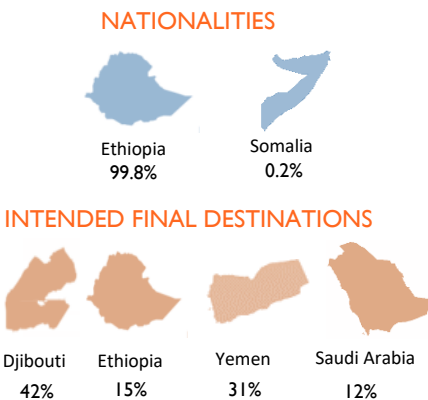 NATIONALITIES
Ethiopia
99.8%
Somalia
0.2%
INTENDED FINAL DESTINATIONS
Djibouti
42%
Ethiopia
15%
Yemen
31%
Saudi Arabia
12%